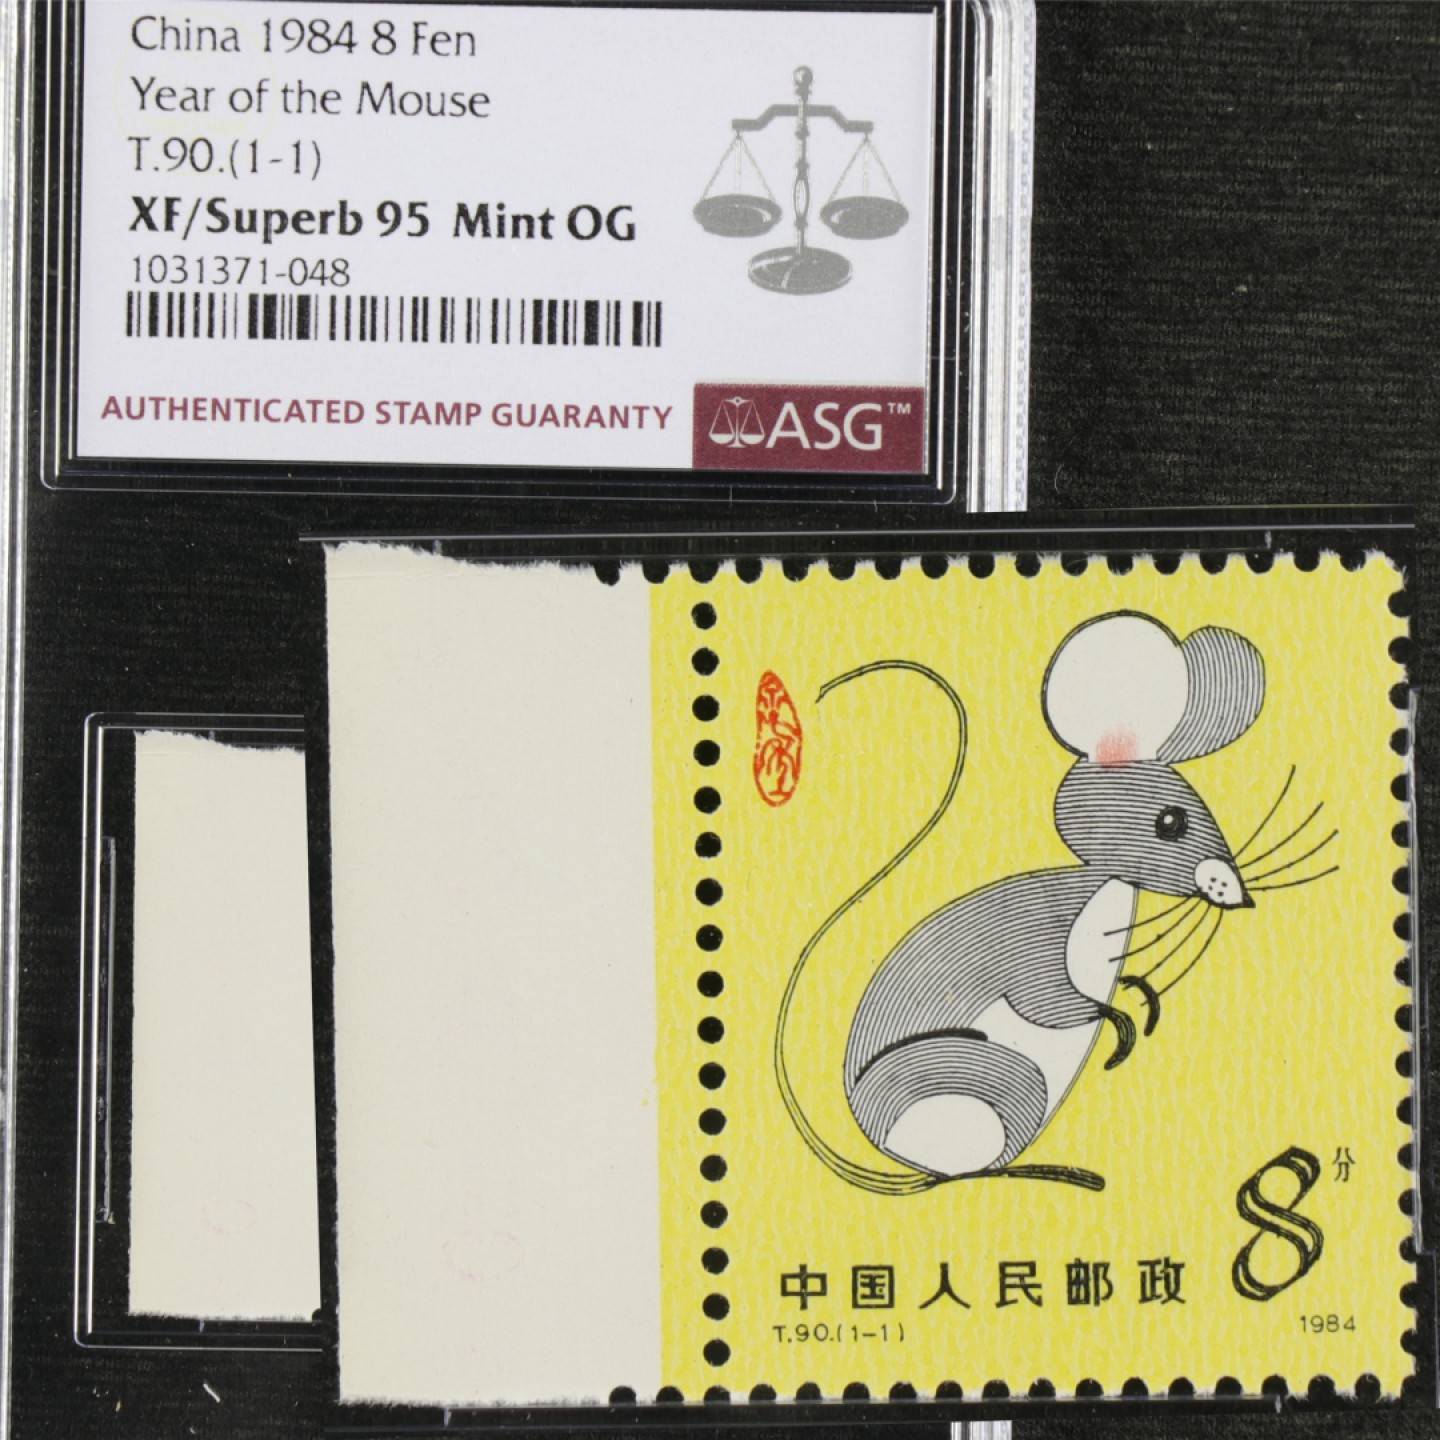 China 1984 8 Fen
Year of the Mouse
T.90.(1-1)
XF/Superb 95 Mint OG
1031371-048
AUTHENTICATED STAMP GUARANTY
ASG™
8分
中国人民邮政
T.90.(1-1)
1984